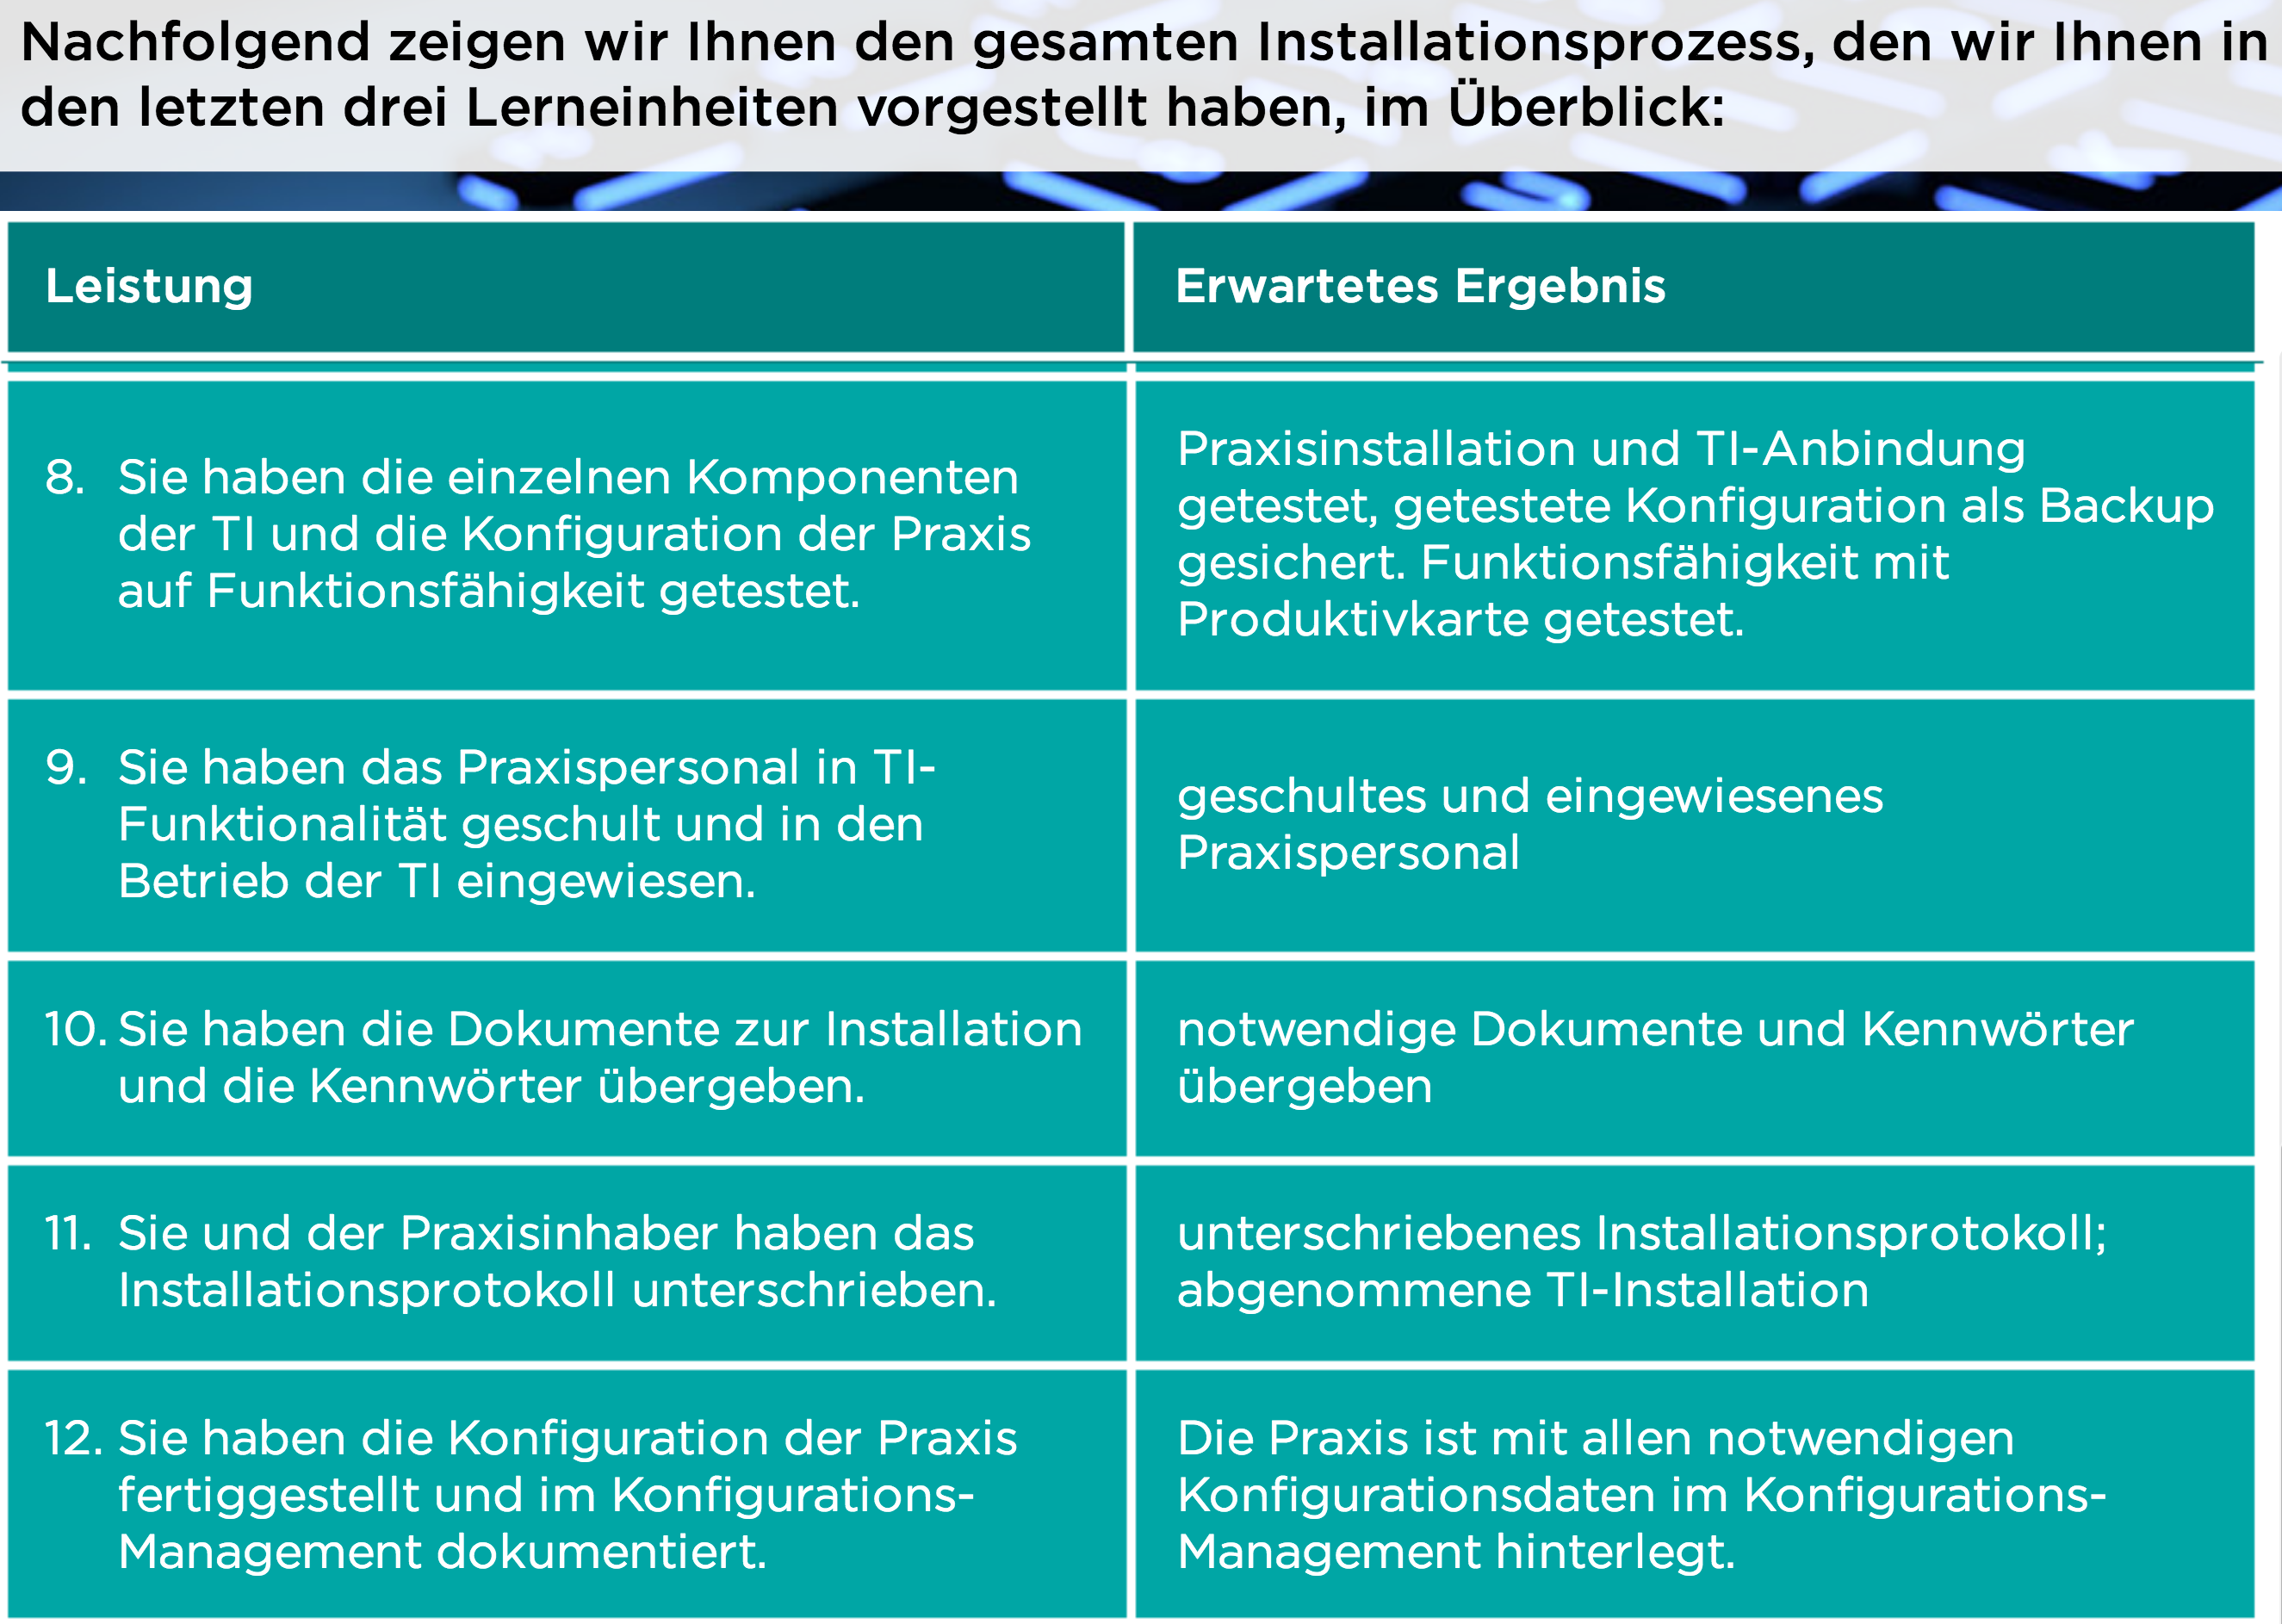 Nachfolgend zeigen wir Ihnen den gesamten Installationsprozess, den wir Ihnen in
den letzten drei Lerneinheiten vorgestellt haben, im Überblick:
Leistung
Erwartetes Ergebnis
8. Sie haben die einzelnen Komponenten
der TI und die Konfiguration der Praxis
auf Funktionsfähigkeit getestet.
Praxisinstallation und TI-Anbindung
getestet, getestete Konfiguration als Backup
gesichert. Funktionsfähigkeit mit
Produktivkarte getestet.
9. Sie haben das Praxispersonal in TI-
Funktionalität geschult und in den
Betrieb der TI eingewiesen.
geschultes und eingewiesenes
Praxispersonal
10. Sie haben die Dokumente zur Installation
und die Kennwörter übergeben.
notwendige Dokumente und Kennwörter
übergeben
11. Sie und der Praxisinhaber haben das
Installationsprotokoll unterschrieben.
unterschriebenes Installationsprotokoll;
abgenommene TI-Installation
12. Sie haben die Konfiguration der Praxis
fertiggestellt und im Konfigurations-
Management dokumentiert.
Die Praxis ist mit allen notwendigen
Konfigurationsdaten im Konfigurations-
Management hinterlegt.